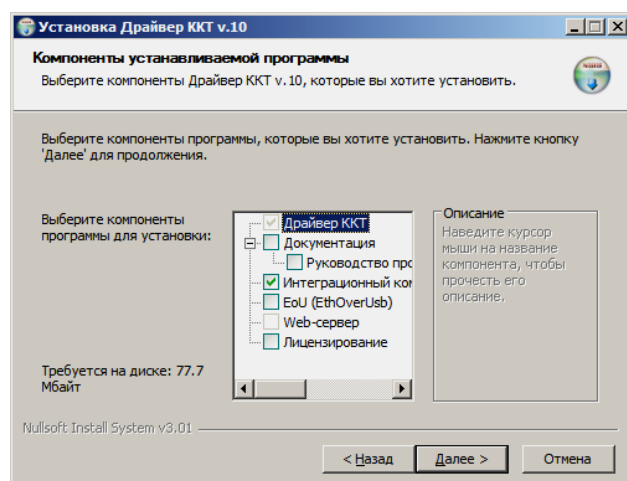 Установка Драйвер ККТ v.10
Компоненты устанавливаемой программы
Выберите компоненты Драйвер ККТ v.10, которые вы хотите установить.
Выберите компоненты программы, которые вы хотите установить. Нажмите кнопку
'Далее' для продолжения.
Выберите компоненты
программы для установки:
Драйвер ККТ
Документация
Руководство прс
Интеграционный ког
EoU (EthOverUsb)
Web-сервер
Лицензирование
Описание
Наведите курсор
мыши на название
компонента, чтобы
прочесть его
описание.
Требуется на диске: 77.7
Мбайт
Nullsoft Install System v3.01
< Назад
Далее >
Отмена